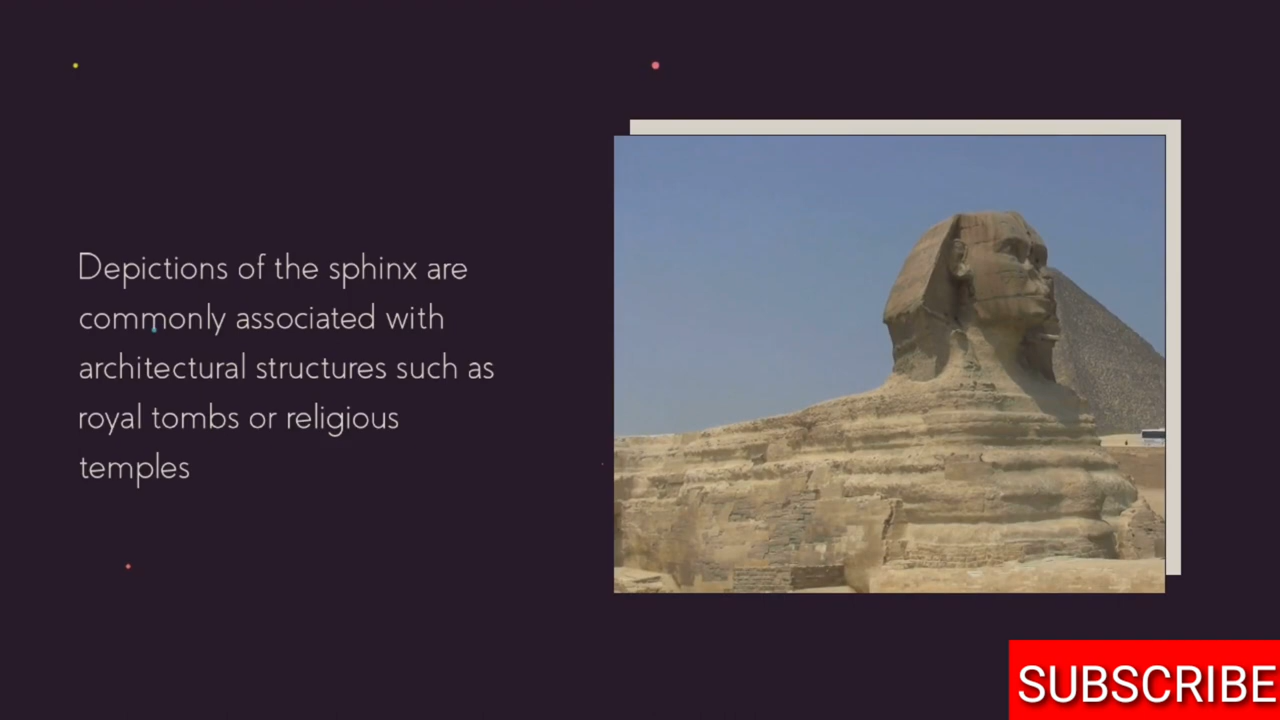 Depictions of the sphinx are
commonly associated with
architectural structures such as
royal tombs or religious
temples
SUBSCRIBE